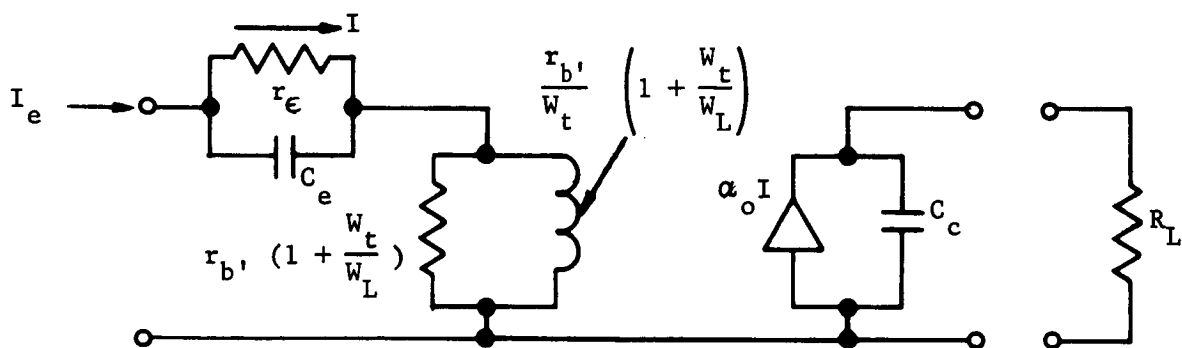 I
I_e
r_ϵ
C_e
r_b' / W_t (1 + W_t / W_L)
r_b' (1 + W_t / W_L)
α_o I
C_c
R_L